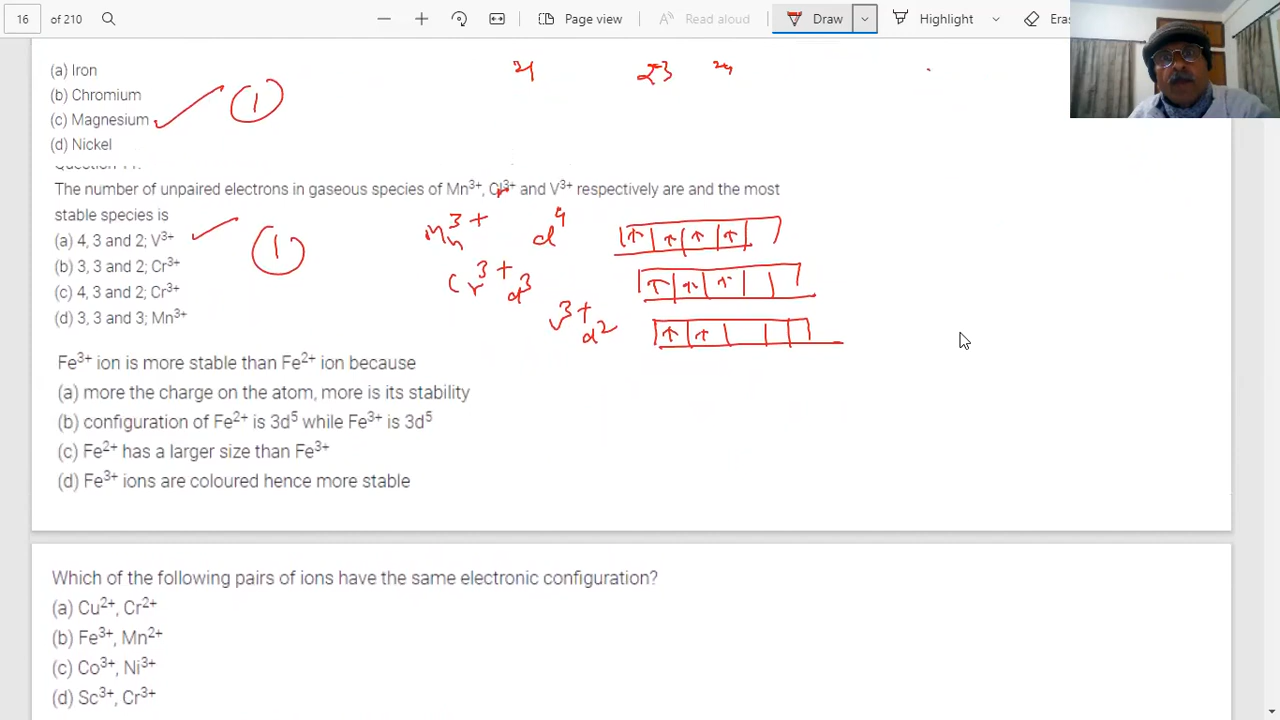 16 of 210 Page view Read aloud Draw Highlight Eras
(a) Iron
(b) Chromium
(c) Magnesium
(d) Nickel
1
21 23 24
The number of unpaired electrons in gaseous species of Mn3+, Cr3+ and V3+ respectively are and the most
stable species is
(a) 4, 3 and 2; V3+
(b) 3, 3 and 2; Cr3+
(c) 4, 3 and 2; Cr3+
(d) 3, 3 and 3; Mn3+
1
Mn3+ d4
Cr3+ d3
V3+ d2
Fe3+ ion is more stable than Fe2+ ion because
(a) more the charge on the atom, more is its stability
(b) configuration of Fe2+ is 3d5 while Fe3+ is 3d5
(c) Fe2+ has a larger size than Fe3+
(d) Fe3+ ions are coloured hence more stable
Which of the following pairs of ions have the same electronic configuration?
(a) Cu2+, Cr2+
(b) Fe3+, Mn2+
(c) Co3+, Ni3+
(d) Sc3+, Cr3+